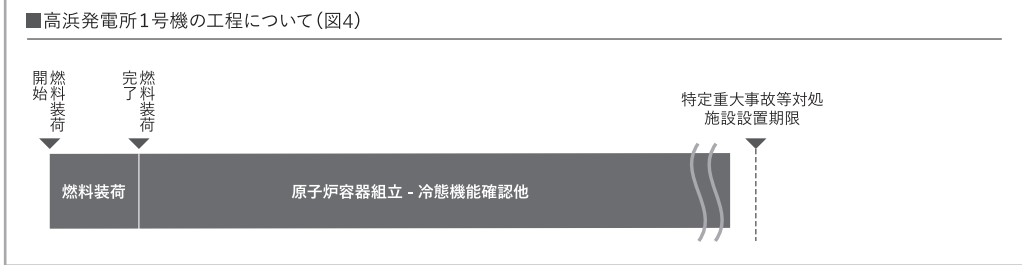 ■高浜発電所1号機の工程について(図4)
燃料装荷
開始
燃料装荷
完了
特定重大事故等対処
施設設置期限
燃料装荷
原子炉容器組立 - 冷態機能確認他